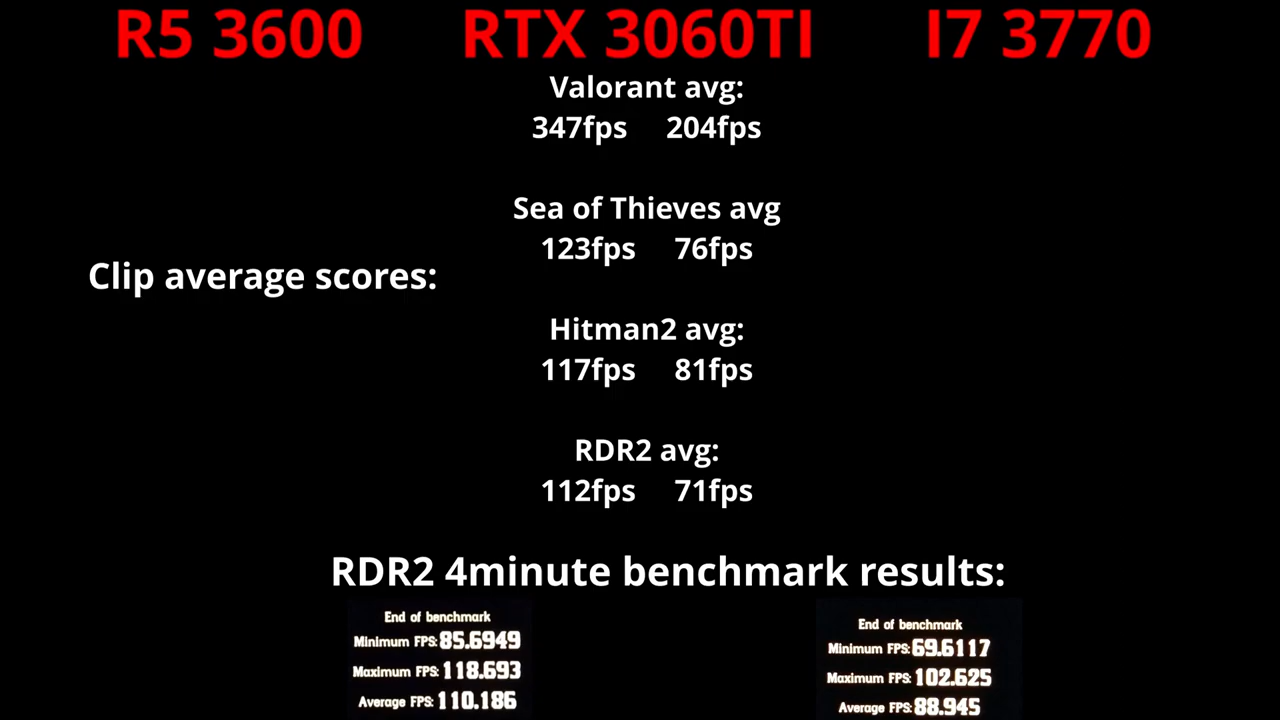 R5 3600 RTX 3060TI I7 3770
Valorant avg:
347fps 204fps
Sea of Thieves avg
123fps 76fps
Clip average scores:
Hitman2 avg:
117fps 81fps
RDR2 avg:
112fps 71fps
RDR2 4minute benchmark results:
End of benchmark
Minimum FPS: 85.6949
Maximum FPS: 118.693
Average FPS: 110.186
End of benchmark
Minimum FPS: 69.6117
Maximum FPS: 102.625
Average FPS: 88.945